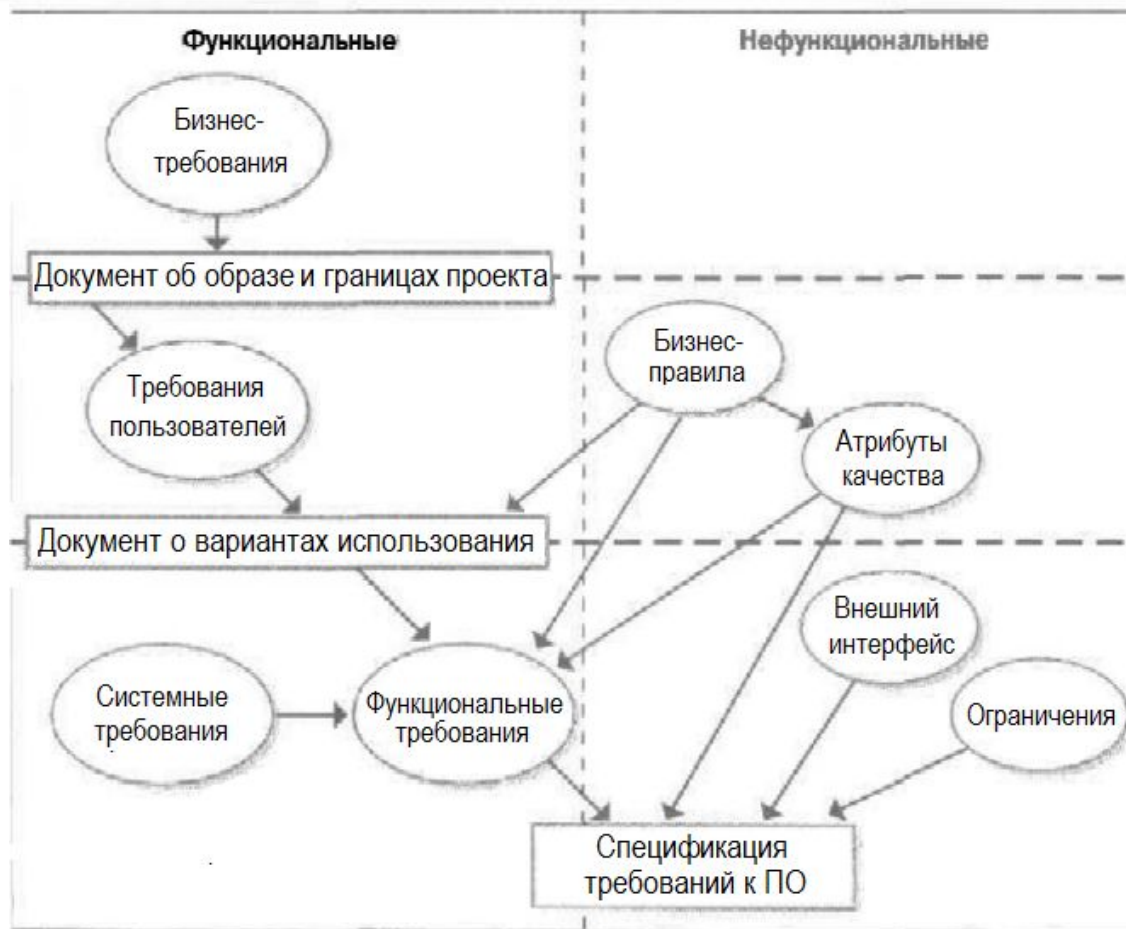 Функциональные
Нефункциональные
Бизнес-
требования
Документ об образе и границах проекта
Требования
пользователей
Бизнес-
правила
Атрибуты
качества
Документ о вариантах использования
Внешний
интерфейс
Системные
требования
Функциональные
требования
Ограничения
Спецификация
требований к ПО